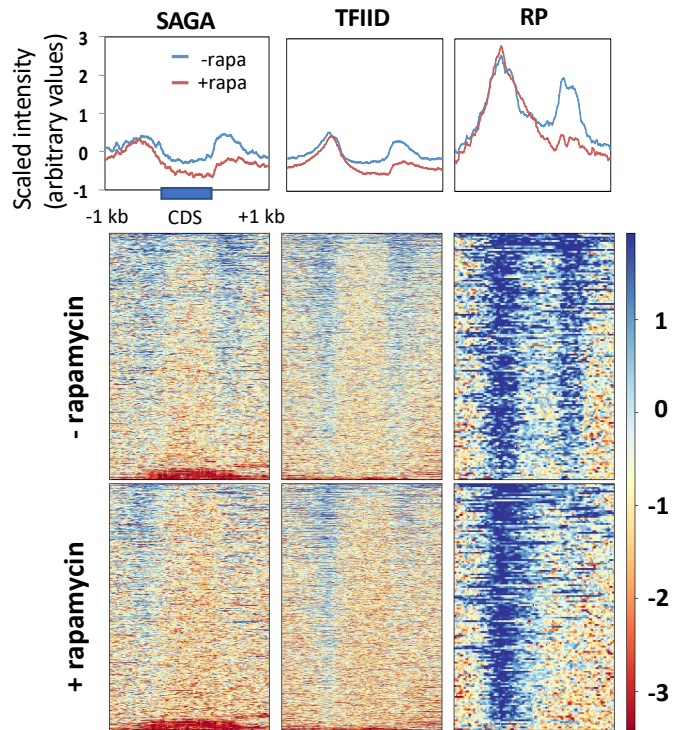 SAGA TFIID RP
Scaled intensity
(arbitrary values)
3
2
1
0
-1
-rapa
+rapa
-1 kb CDS +1 kb
- rapamycin
+ rapamycin
1
0
-1
-2
-3